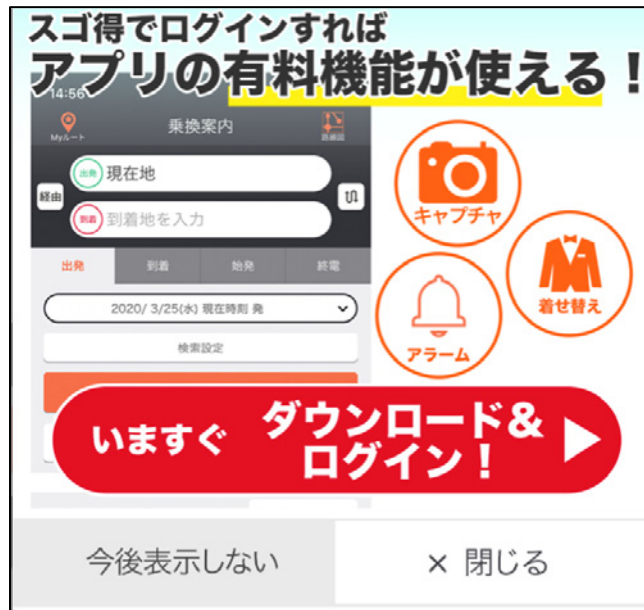 スゴ得でログインすれば
アプリの有料機能が使える！
14:56
Myルート
乗換案内
路線図
経由
出発 現在地
到着 到着地を入力
出発 到着 始発 終電
2020/ 3/25(水) 現在時刻 発
検索設定
キャプチャ
着せ替え
アラーム
いますぐ ダウンロード&
ログイン！
今後表示しない
× 閉じる